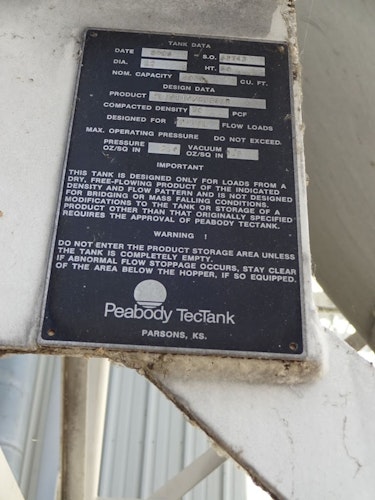 TANK DATA
DATE S.O.
DIA. HT.
NOM. CAPACITY CU. FT.
DESIGN DATA
PRODUCT
COMPACTED DENSITY PCF
DESIGNED FOR FLOW LOADS
MAX. OPERATING PRESSURE DO NOT EXCEED.
PRESSURE VACUUM
OZ/SQ IN OZ/SQ IN
IMPORTANT
THIS TANK IS DESIGNED ONLY FOR LOADS FROM A
DRY, FREE-FLOWING PRODUCT OF THE INDICATED
DENSITY AND FLOW PATTERN AND IS NOT DESIGNED
FOR BRIDGING OR MASS FALLING CONDITIONS.
MODIFICATIONS TO THE TANK OR STORAGE OF A
PRODUCT OTHER THAN THAT ORIGINALLY SPECIFIED
REQUIRES THE APPROVAL OF PEABODY TECTANK.
WARNING !
DO NOT ENTER THE PRODUCT STORAGE AREA UNLESS
THE TANK IS COMPLETELY EMPTY.
IF ABNORMAL FLOW STOPPAGE OCCURS, STAY CLEAR
OF THE AREA BELOW THE HOPPER, IF SO EQUIPPED.
Peabody TecTank
PARSONS, KS.